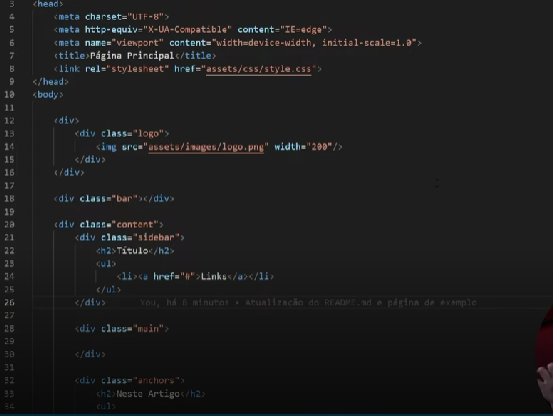 3 <head>
4 <meta charset="UTF-8">
5 <meta http-equiv="X-UA-Compatible" content="IE=edge">
6 <meta name="viewport" content="width=device-width, initial-scale=1.0">
7 <title>Página Principal</title>
8 <link rel="stylesheet" href="assets/css/style.css">
9 </head>
10 <body>
11
12 <div>
13 <div class="logo">
14 <img src="assets/images/logo.png" width="200"/>
15 </div>
16 </div>
17
18 <div class="bar"></div>
19
20 <div class="content">
21 <div class="sidebar">
22 <h2>Título</h2>
23 <ul>
24 <li><a href="#">Links</a></li>
25 </ul>
26 </div> You, há 6 minutos • Atualização do README.md e página de exemplo
27
28 <div class="main">
29
30 </div>
31
32 <div class="anchors">
33 <h2>Neste Artigo</h2>
34 <ul>